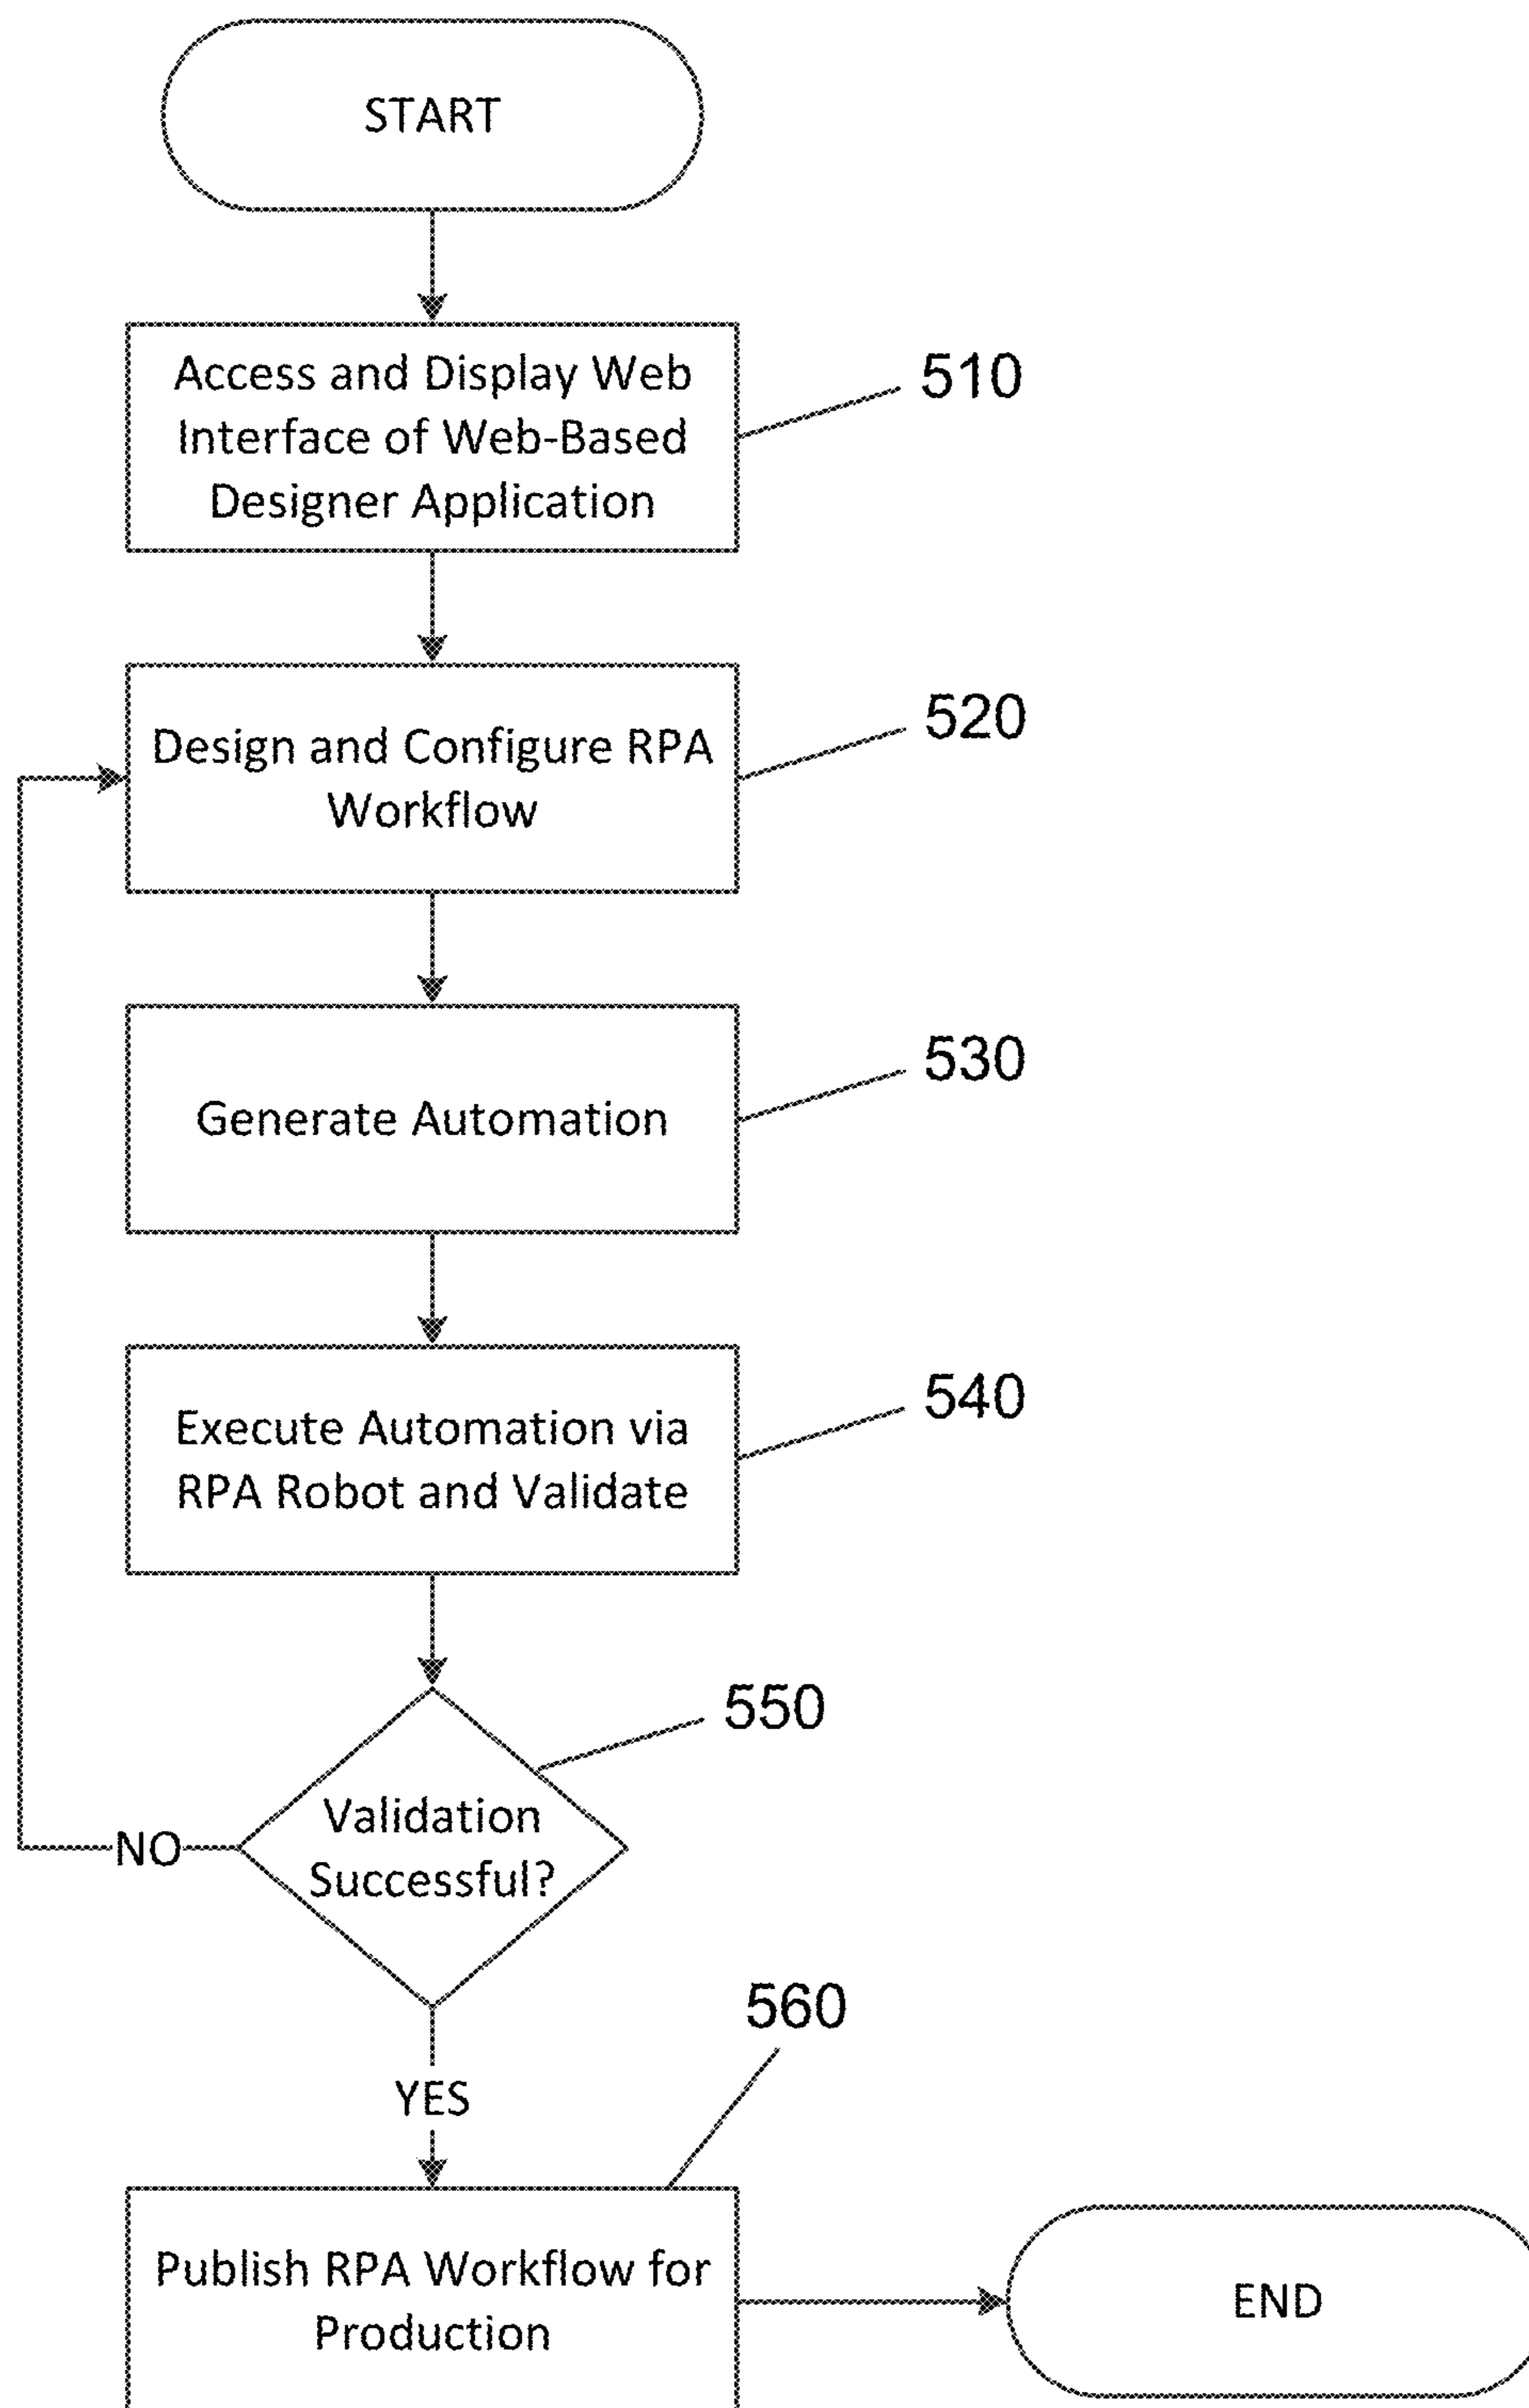 START
Access and Display Web
Interface of Web-Based
Designer Application
510
Design and Configure RPA
Workflow
520
Generate Automation
530
Execute Automation via
RPA Robot and Validate
540
550
Validation
Successful?
NO
YES
560
Publish RPA Workflow for
Production
END